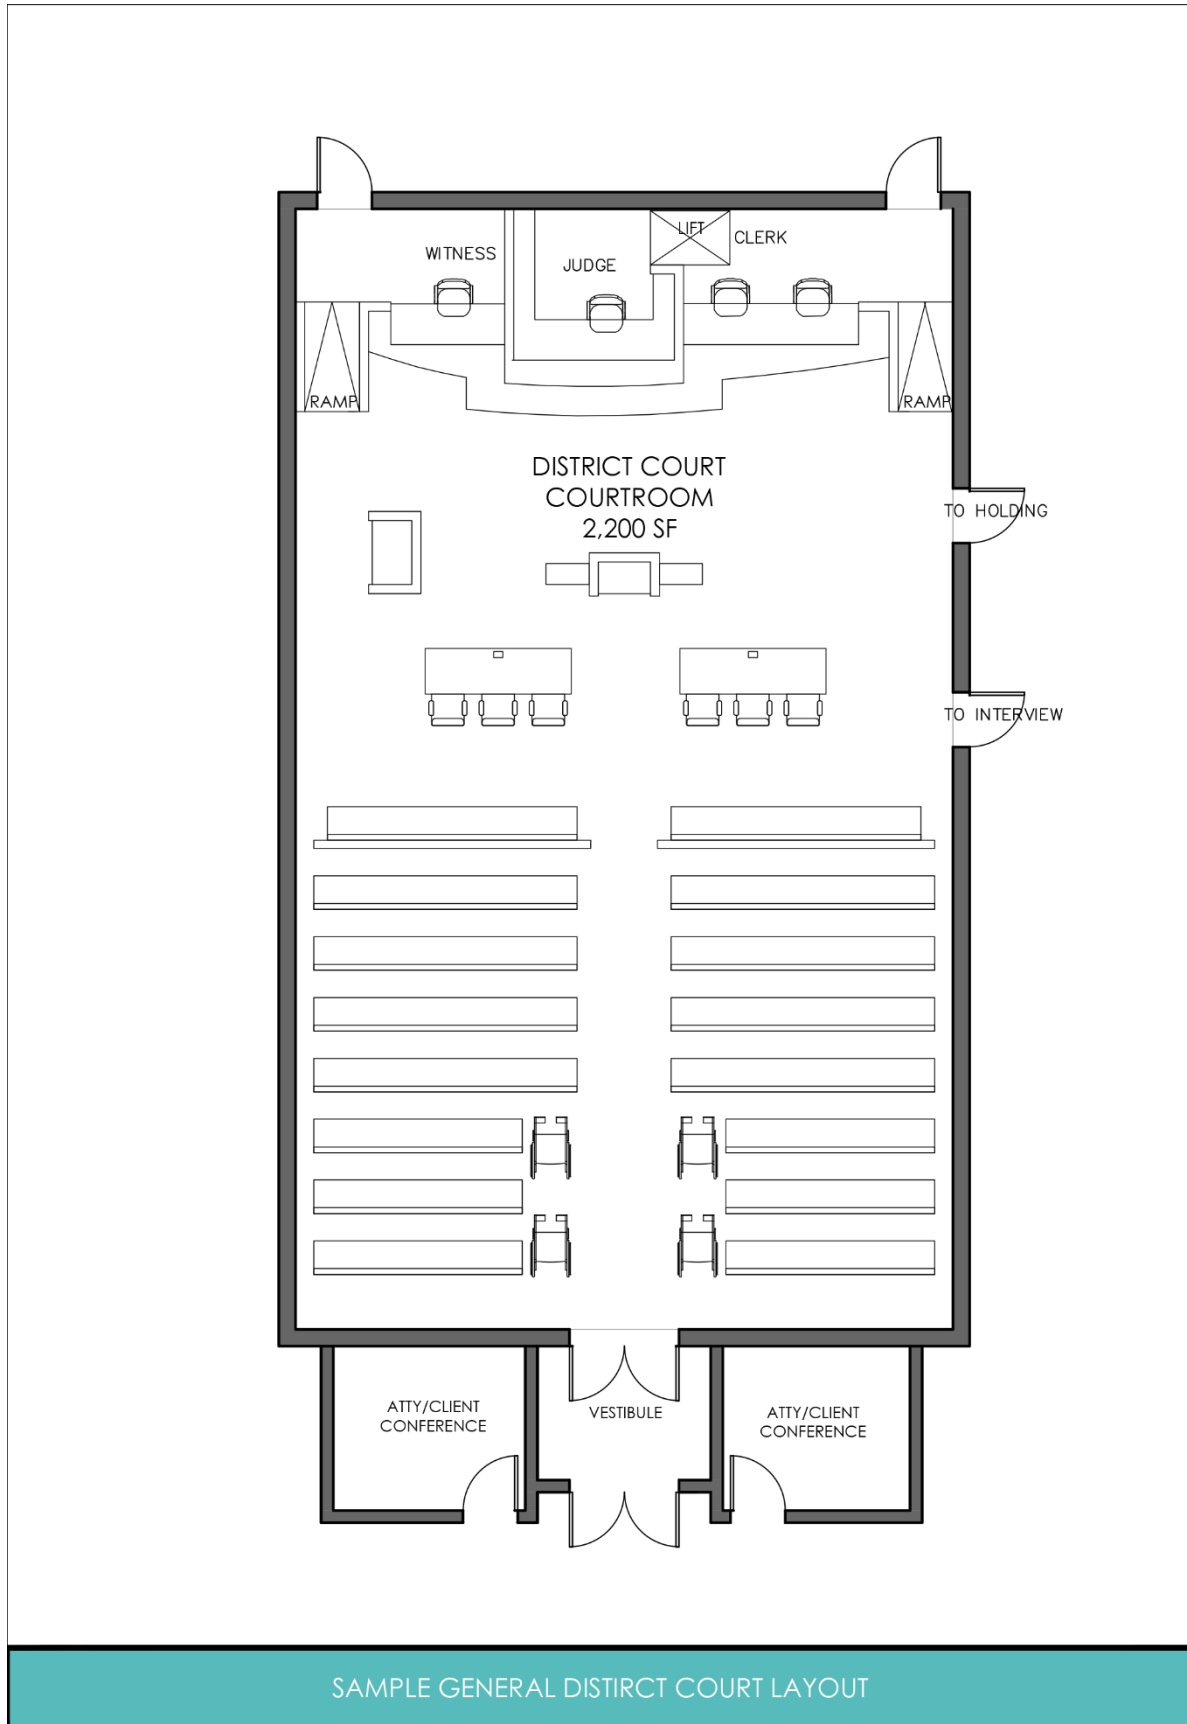 LIFT
CLERK
WITNESS
JUDGE
RAMP
RAMP
DISTRICT COURT
COURTROOM
2,200 SF
TO HOLDING
TO INTERVIEW
ATTY/CLIENT
CONFERENCE
VESTIBULE
ATTY/CLIENT
CONFERENCE
SAMPLE GENERAL DISTIRCT COURT LAYOUT